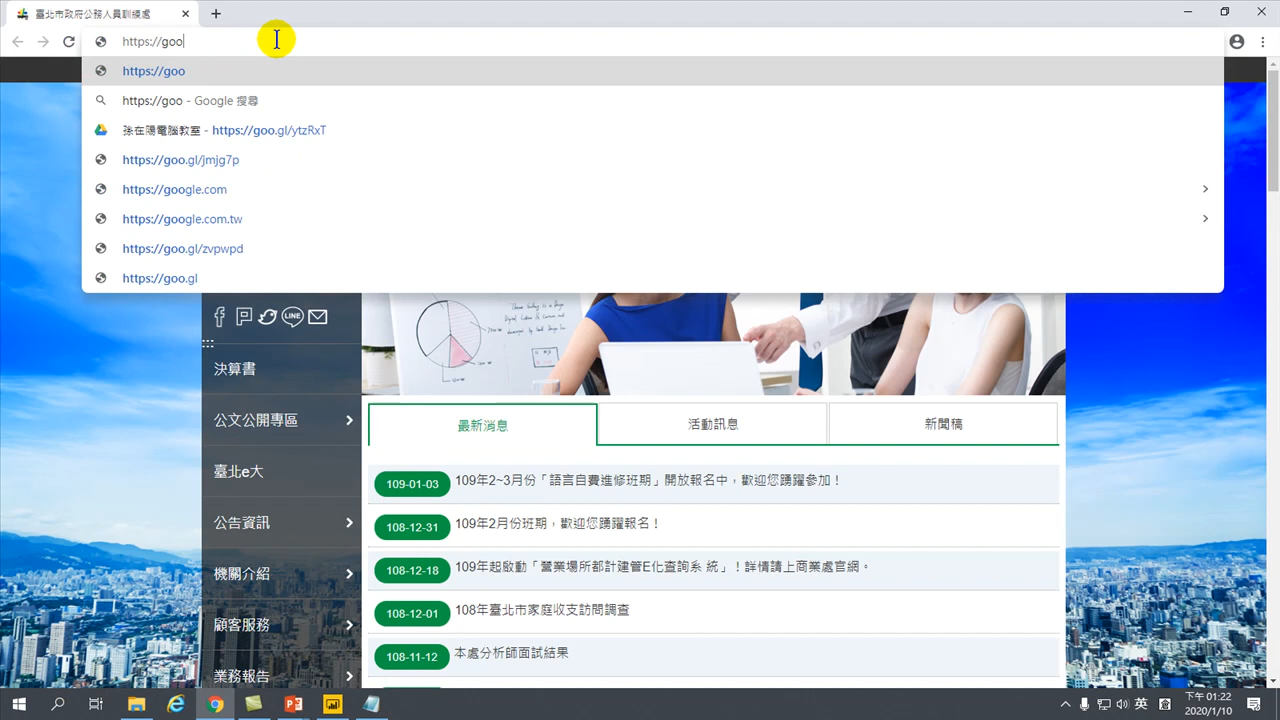 臺北市政府公務人員訓練處
https://goo
https://goo
https://goo - Google 搜尋
孫在陽電腦教室 - https://goo.gl/ytzRxT
https://goo.gl/jmjg7p
https://google.com
https://google.com.tw
https://goo.gl/zvpwpd
https://goo.gl
LINE
決算書
公文公開專區
臺北e大
公告資訊
機關介紹
顧客服務
業務報告
最新消息
活動訊息
新聞稿
109-01-03 109年2~3月份「語言自費進修班期」開放報名中，歡迎您踴躍參加！
108-12-31 109年2月份班期，歡迎您踴躍報名！
108-12-18 109年起啟動「營業場所都計建管E化查詢系 統」！詳情請上商業處官網。
108-12-01 108年臺北市家庭收支訪問調查
108-11-12 本處分析師面試結果
英
下午 01:22
2020/1/10